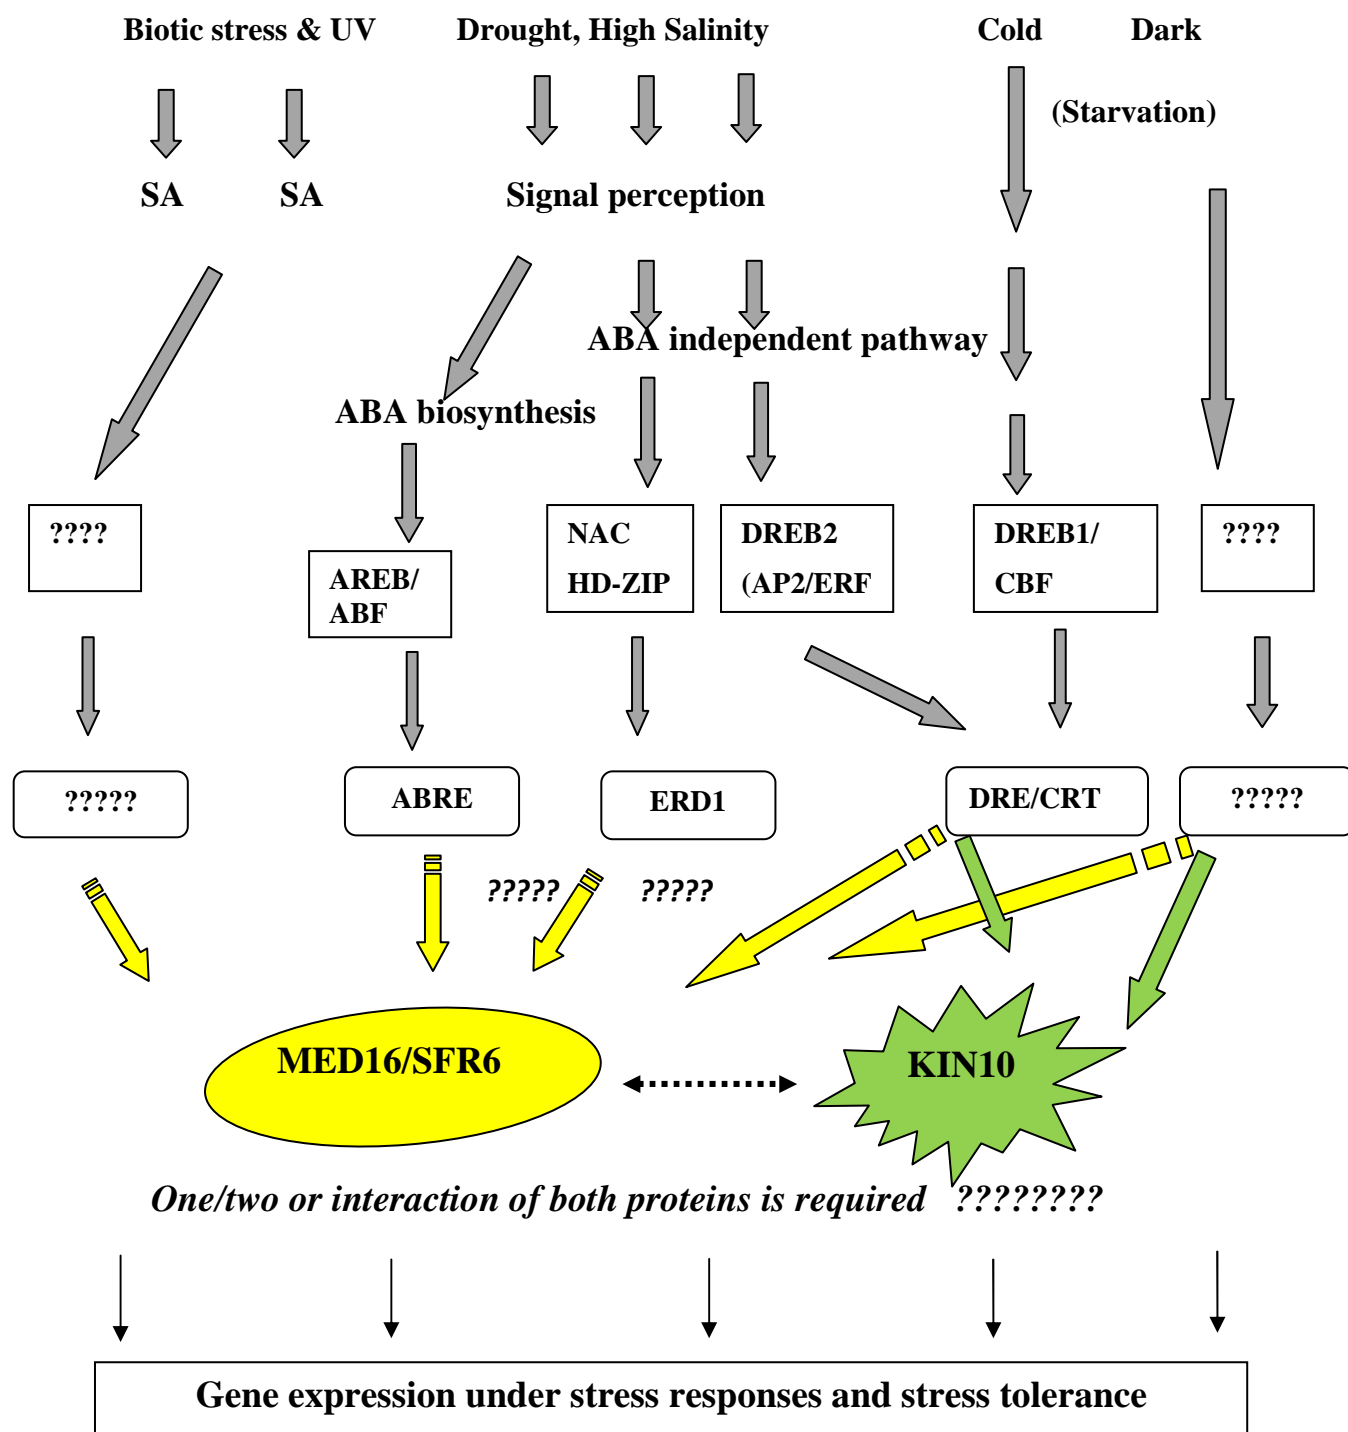 Biotic stress & UV
Drought, High Salinity
Cold
Dark
(Starvation)
SA
SA
Signal perception
ABA independent pathway
ABA biosynthesis
????
AREB/
ABF
NAC
HD-ZIP
DREB2
(AP2/ERF
DREB1/
CBF
????
?????
ABRE
ERD1
DRE/CRT
?????
?????
?????
MED16/SFR6
KIN10
One/two or interaction of both proteins is required ????????
Gene expression under stress responses and stress tolerance